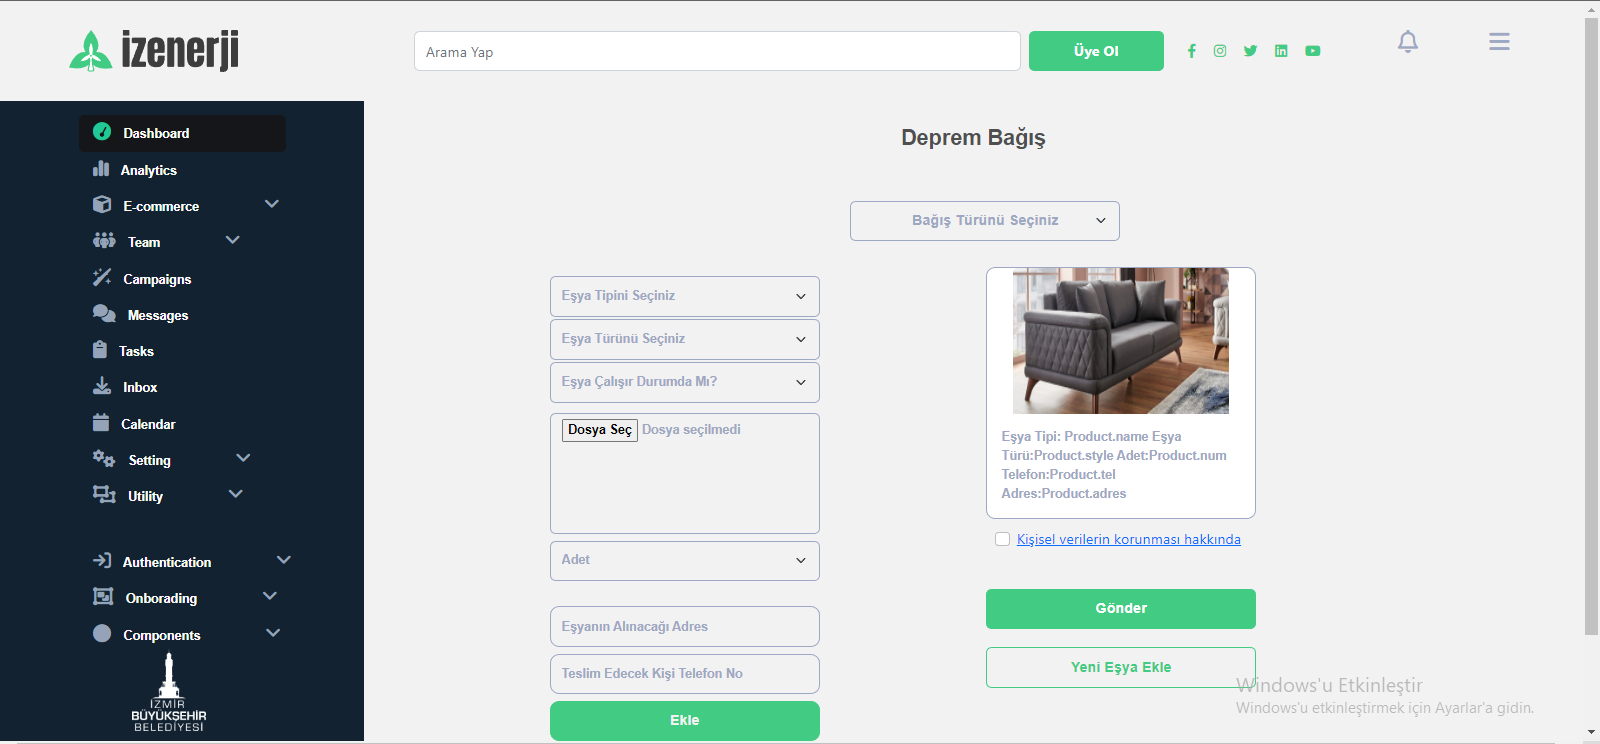 izenerji
Arama Yap
Üye Ol
Dashboard
Analytics
E-commerce
Team
Campaigns
Messages
Tasks
Inbox
Calendar
Setting
Utility
Authentication
Onborading
Components
İZMİR
BÜYÜKŞEHİR
BELEDİYESİ
Deprem Bağış
Bağış Türünü Seçiniz
Eşya Tipini Seçiniz
Eşya Türünü Seçiniz
Eşya Çalışır Durumda Mı?
Dosya Seç Dosya seçilmedi
Adet
Eşyanın Alınacağı Adres
Teslim Edecek Kişi Telefon No
Ekle
Eşya Tipi: Product.name Eşya
Türü:Product.style Adet:Product.num
Telefon:Product.tel
Adres:Product.adres
Kişisel verilerin korunması hakkında
Gönder
Yeni Eşya Ekle
Windows'u Etkinleştir
Windows'u etkinleştirmek için Ayarlar'a gidin.